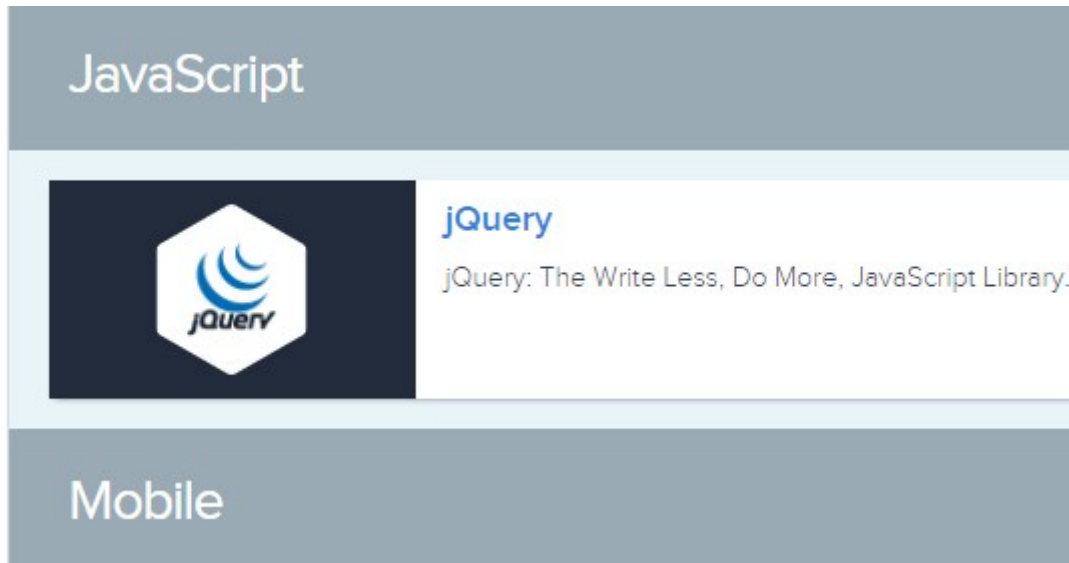 JavaScript
jQuery
jQuery
jQuery: The Write Less, Do More, JavaScript Library.
Mobile